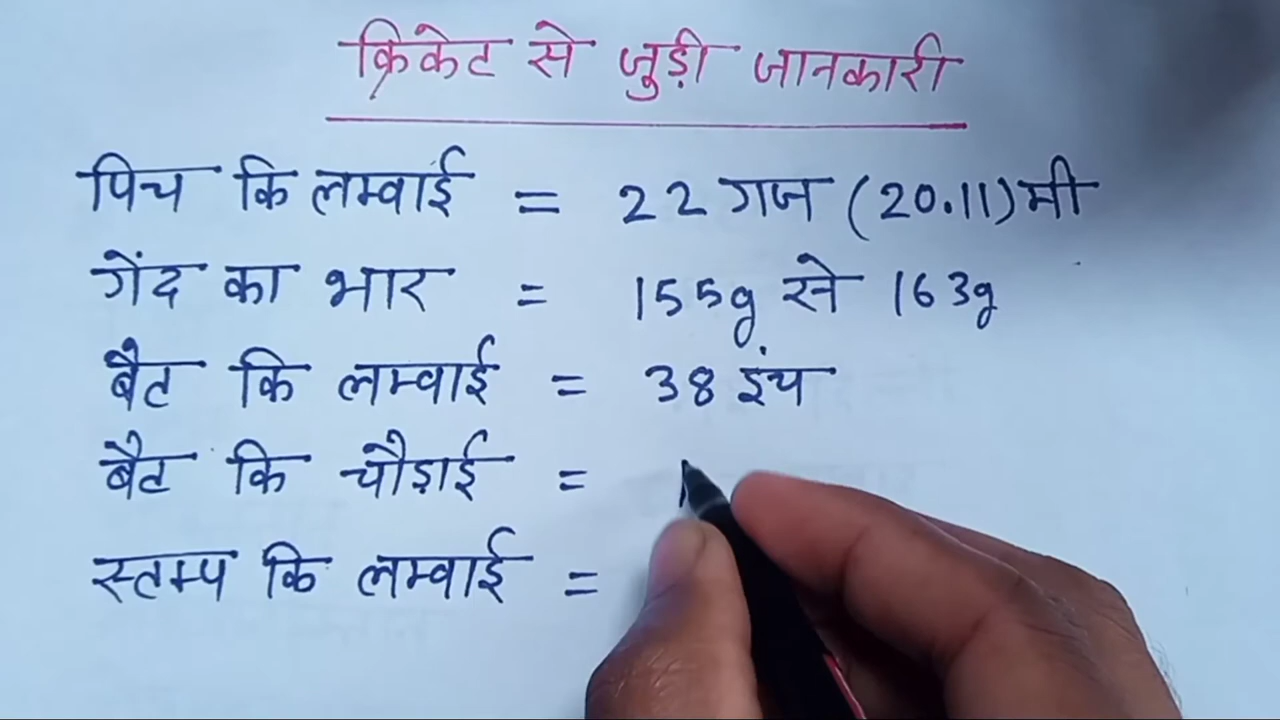 क्रिकेट से जुड़ी जानकारी
पिच कि लम्वाई = 22 गज (20.11) मी
गेंद का भार = 155g से 163g
बैट कि लम्वाई = 38 इंच
बैट कि चौड़ाई =
स्तम्प कि लम्वाई =